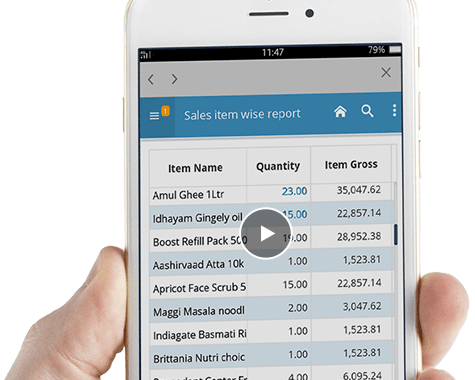 11:47 79%
1 Sales item wise report
Item Name Quantity Item Gross
Amul Ghee 1Ltr 23.00 35,047.62
Idhayam Gingely oil 15.00 22,857.14
Boost Refill Pack 500 19.00 28,952.38
Aashirvaad Atta 10k 1.00 1,523.81
Apricot Face Scrub 5 15.00 22,857.14
Maggi Masala noodl 2.00 3,047.62
Indiagate Basmati Ri 1.00 1,523.81
Brittania Nutri choic 1.00 1,523.81
4.00 6,095.24